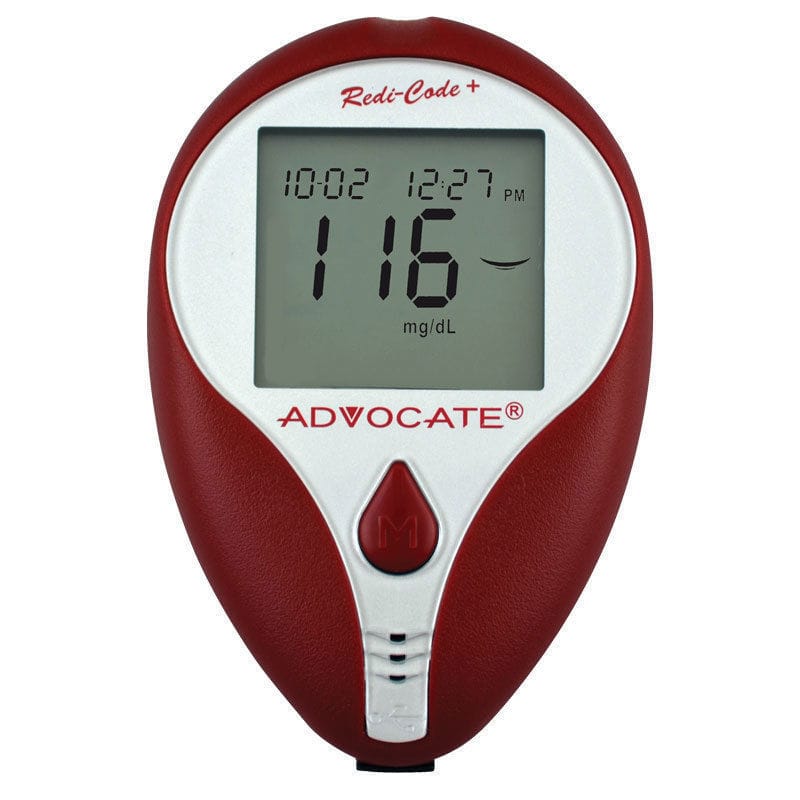 Redi-Code +
10-02 12:27 PM
116
mg/dL
ADVOCATE®
M